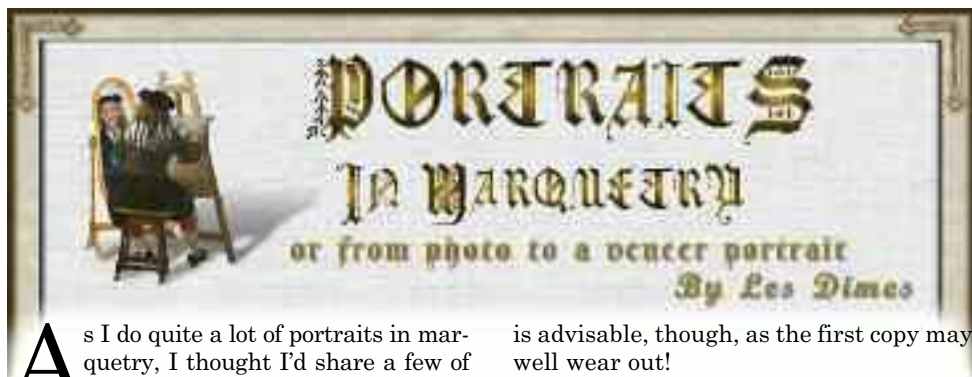 PORTRAITS
IN MARQUETRY
or from photo to a veneer portrait
By Les Dimes
As I do quite a lot of portraits in mar-
quetry, I thought I'd share a few of
is advisable, though, as the first copy may
well wear out!